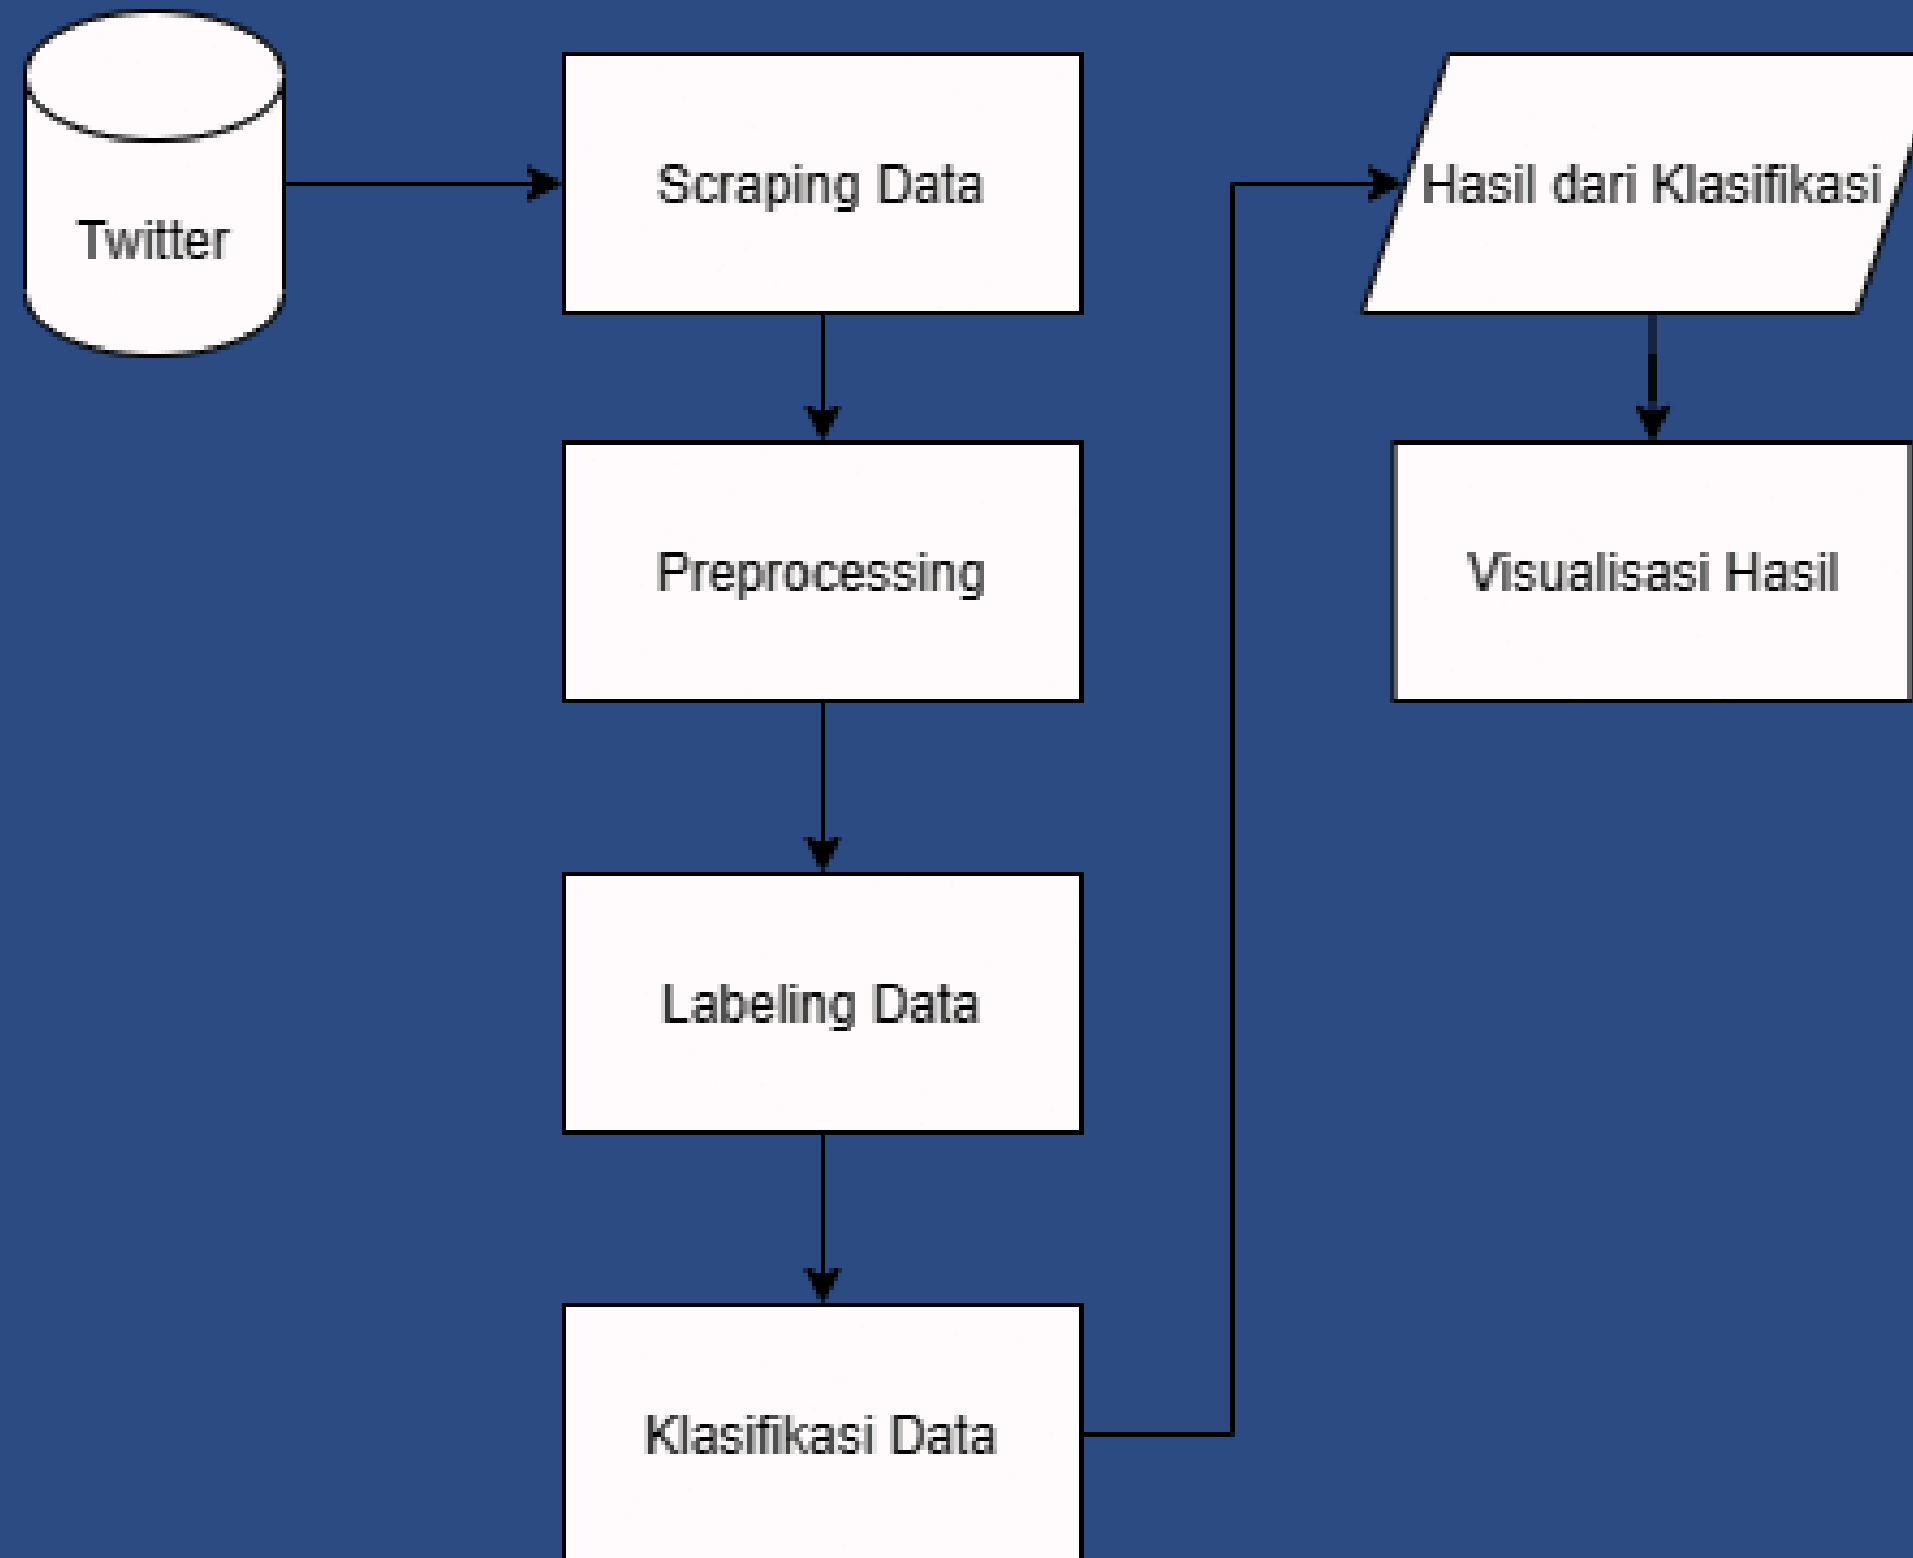 Twitter
Scraping Data
Preprocessing
Labeling Data
Klasifikasi Data
Hasil dari Klasifikasi
Visualisasi Hasil